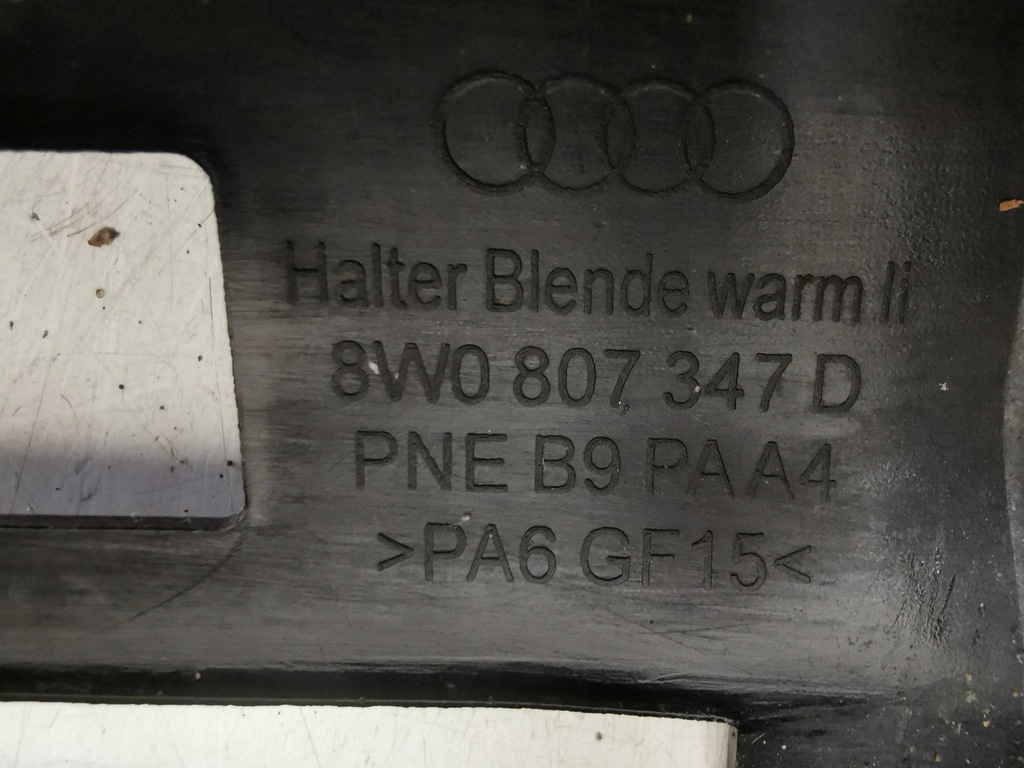 Halter Blende warm li
8W0 807 347 D
PNE B9 PA A4
>PA6 GF15<